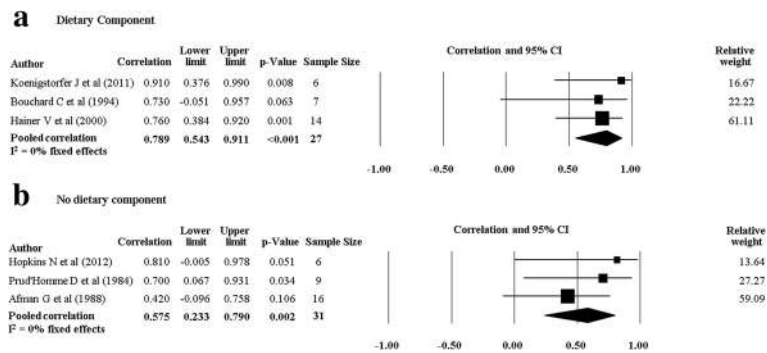 a Dietary Component
Correlation and 95% CI
Author Correlation Lower limit Upper limit p-Value Sample Size Relative weight
Koenigstorfer J et al (2011) 0.910 0.376 0.990 0.008 6 16.67
Bouchard C et al (1994) 0.730 -0.051 0.957 0.063 7 22.22
Hainer V et al (2000) 0.760 0.384 0.920 0.001 14 61.11
Pooled correlation 0.789 0.543 0.911 <0.001 27
I² = 0% fixed effects
-1.00 -0.50 0.00 0.50 1.00
b No dietary component
Correlation and 95% CI
Author Correlation Lower limit Upper limit p-Value Sample Size Relative weight
Hopkins N et al (2012) 0.810 -0.005 0.978 0.051 6 13.64
Prud'Homme D et al (1984) 0.700 0.067 0.931 0.034 9 27.27
Afman G et al (1988) 0.420 -0.096 0.758 0.106 16 59.09
Pooled correlation 0.575 0.233 0.790 0.002 31
I² = 0% fixed effects
-1.00 -0.50 0.00 0.50 1.00